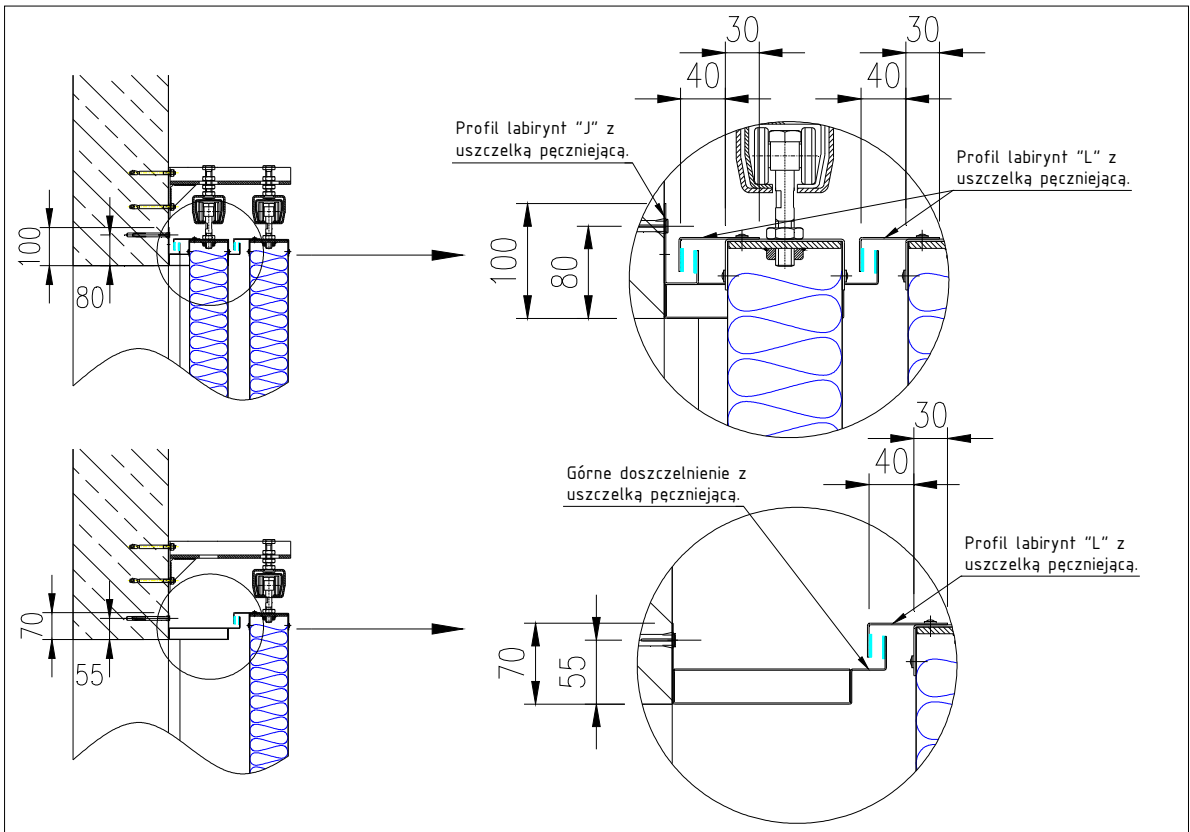 30
30
40
40
Profil labirynt "J" z
uszczelką pęczniejącą.
Profil labirynt "L" z
uszczelką pęczniejącą.
100
80
100
80
30
40
Górne doszczelnienie z
uszczelką pęczniejącą.
Profil labirynt "L" z
uszczelką pęczniejącą.
70
55
70
55